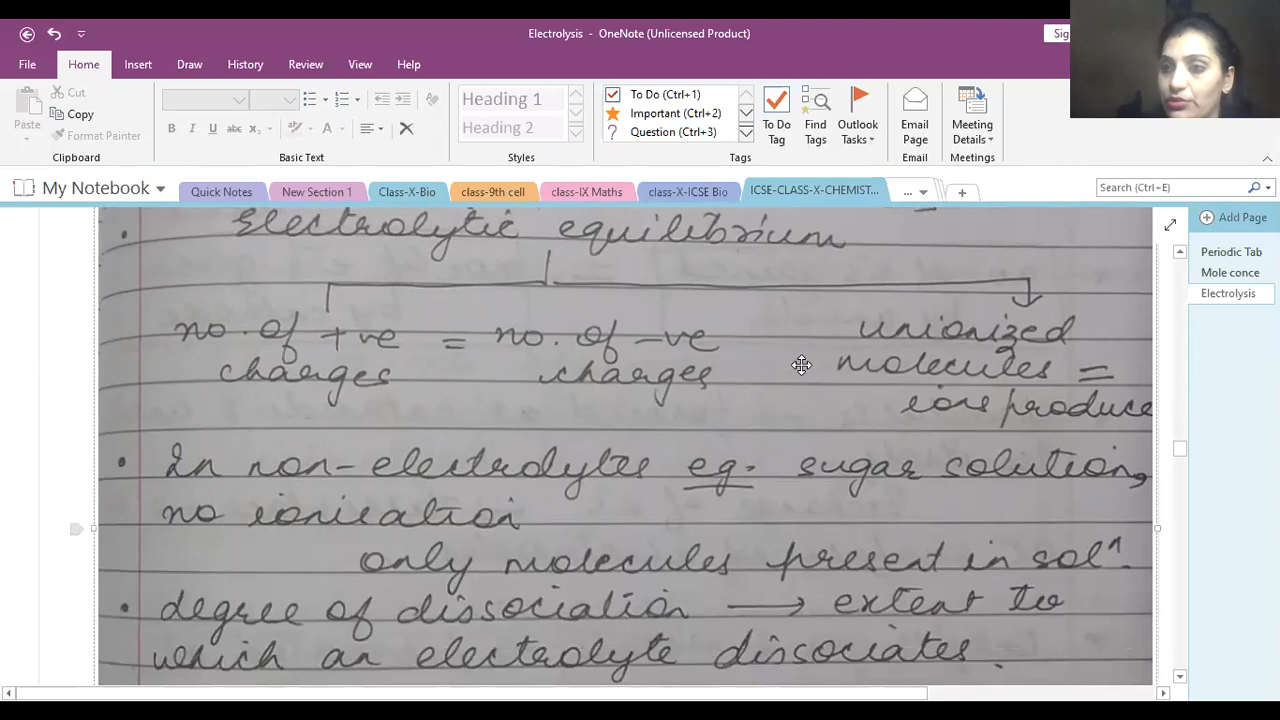 Electrolysis - OneNote (Unlicensed Product)
File Home Insert Draw History Review View Help
Cut
Copy
Paste
Format Painter
Clipboard
B I U abc x₂ A
Basic Text
Heading 1
Heading 2
Styles
To Do (Ctrl+1)
Important (Ctrl+2)
? Question (Ctrl+3)
To Do Tag
Find Tags
Outlook Tasks
Tags
Email Page
Email
Meeting Details
Meetings
My Notebook
Quick Notes New Section 1 Class-X-Bio class-9th cell class-IX Maths class-X-ICSE Bio ICSE-CLASS-X-CHEMIST... ...
Search (Ctrl+E)
Add Page
Periodic Tab
Mole conce
Electrolysis
• Electrolytic equilibrium
no. of +ve = no. of -ve
charges charges
unionized
molecules =
ions produce
• In non-electrolytes eg. sugar solution,
no ionisation
only molecules present in solⁿ.
• degree of dissociation → extent to
which an electrolyte dissociates.